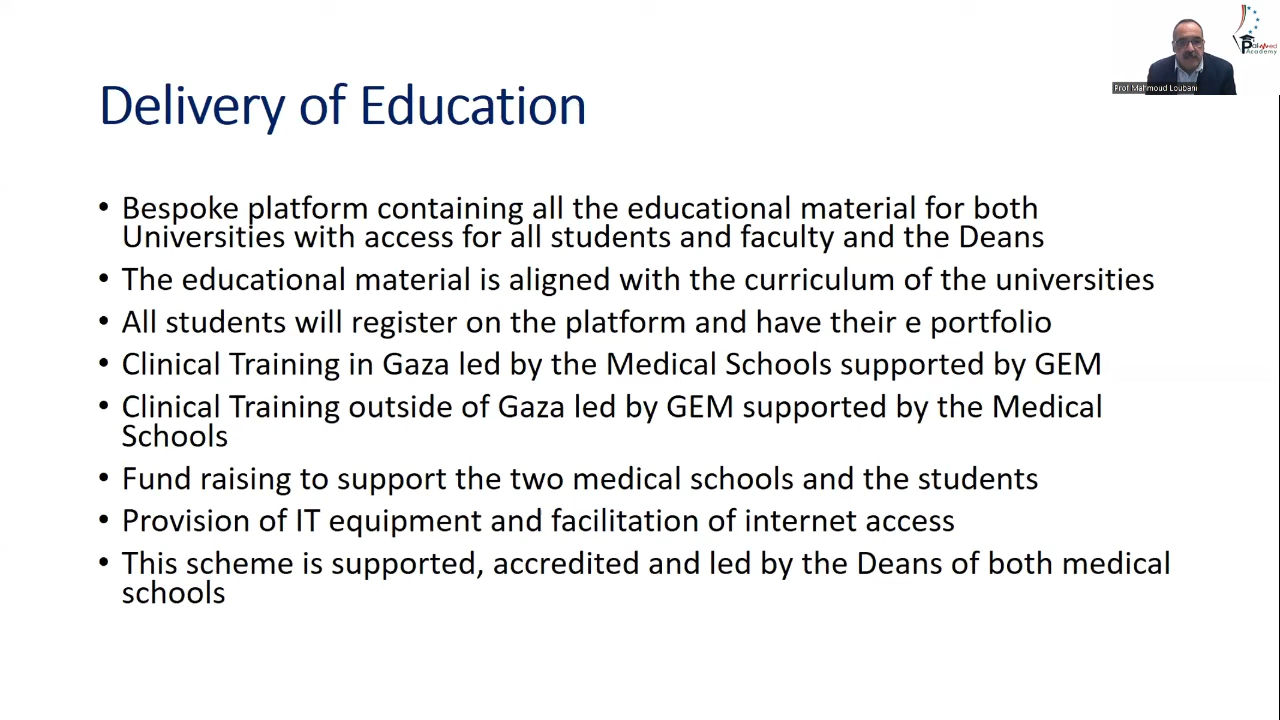 PalMed
Academy
Prof Mahmoud Loubani
Delivery of Education
• Bespoke platform containing all the educational material for both
Universities with access for all students and faculty and the Deans
• The educational material is aligned with the curriculum of the universities
• All students will register on the platform and have their e portfolio
• Clinical Training in Gaza led by the Medical Schools supported by GEM
• Clinical Training outside of Gaza led by GEM supported by the Medical
Schools
• Fund raising to support the two medical schools and the students
• Provision of IT equipment and facilitation of internet access
• This scheme is supported, accredited and led by the Deans of both medical
schools